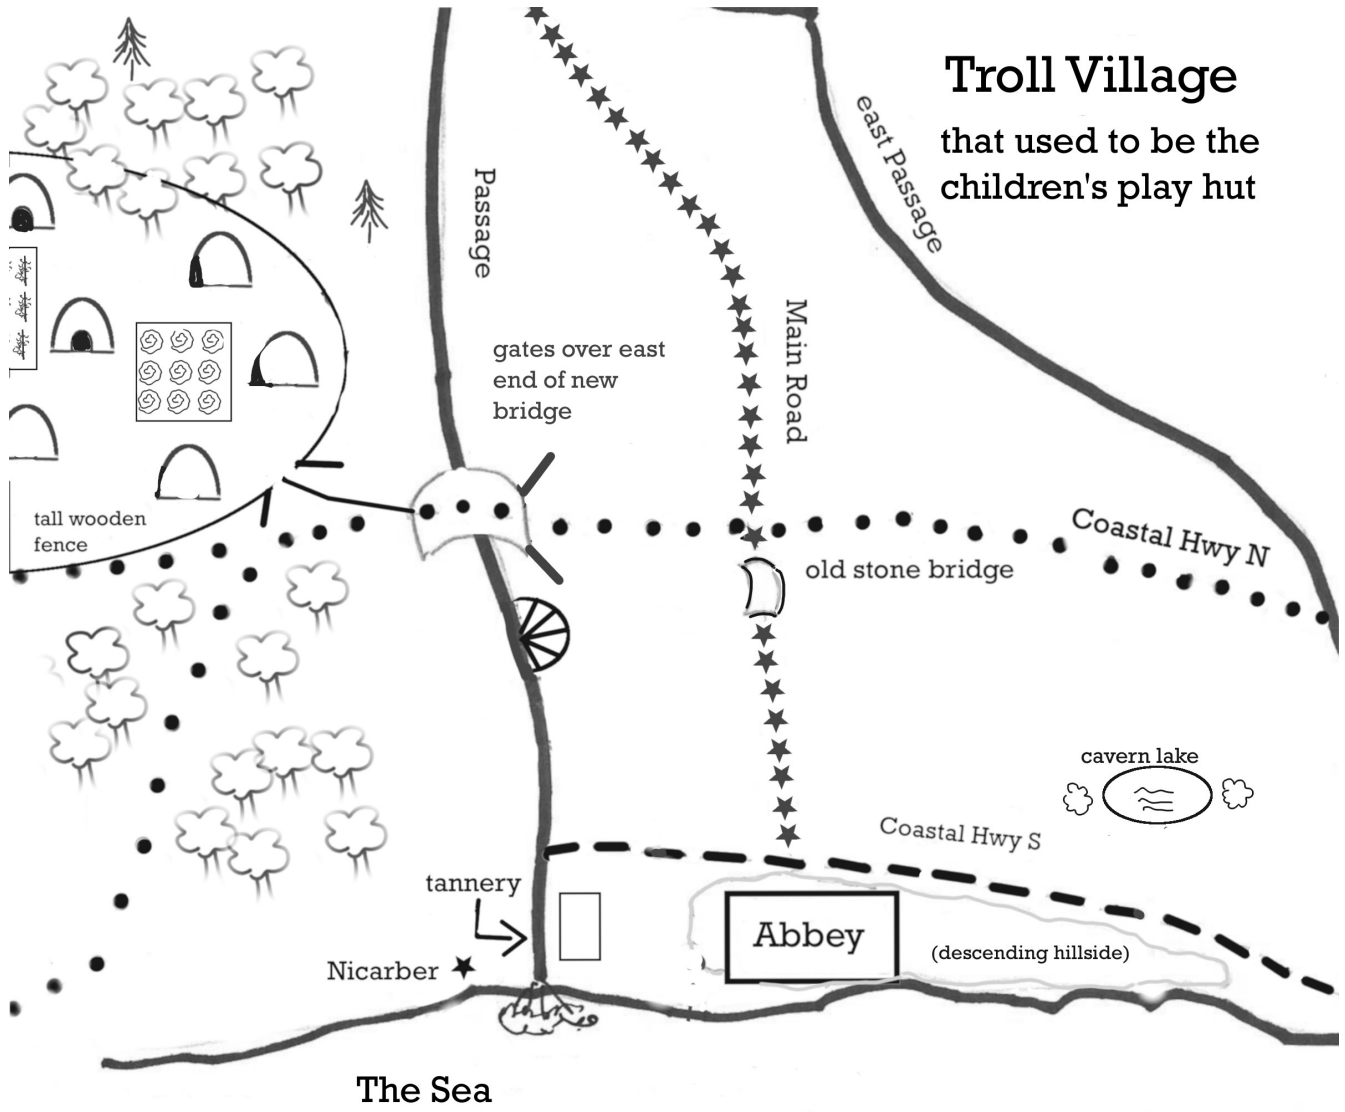 Troll Village
that used to be the
children's play hut
east Passage
Passage
Main Road
gates over east
end of new
bridge
tall wooden
fence
Coastal Hwy N
old stone bridge
cavern lake
Coastal Hwy S
tannery
Abbey
(descending hillside)
Nicarber
The Sea